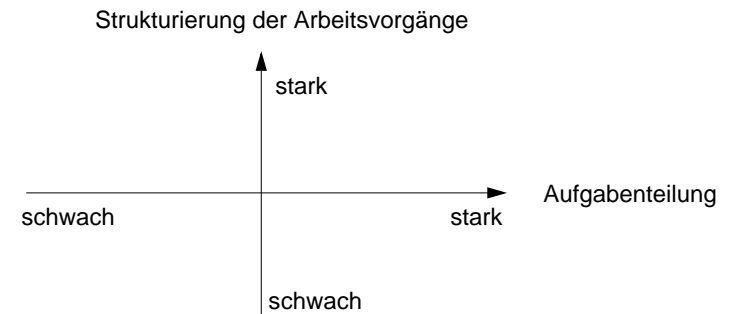 Strukturierung der Arbeitsvorgänge
stark
Aufgabenteilung
schwach
stark
schwach